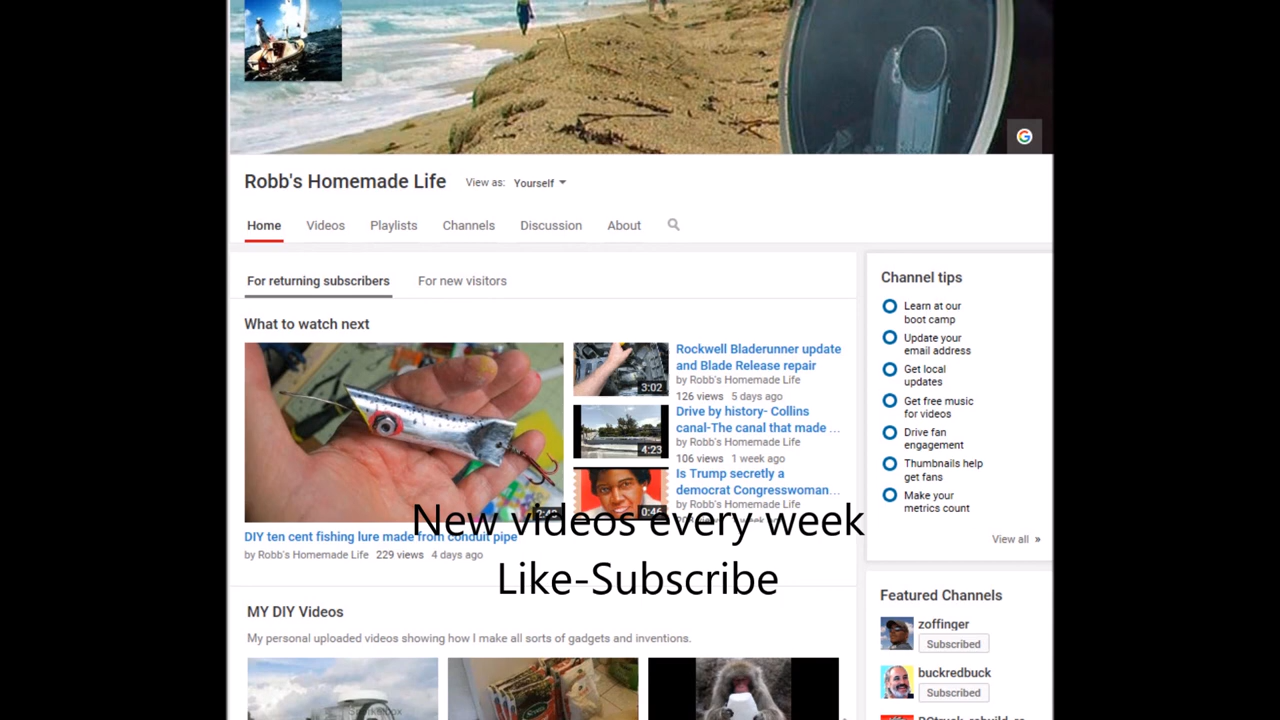 Robb's Homemade Life
View as: Yourself
Home Videos Playlists Channels Discussion About
For returning subscribers For new visitors
What to watch next
3:02
Rockwell Bladerunner update
and Blade Release repair
by Robb's Homemade Life
126 views 5 days ago
4:23
Drive by history- Collins
canal-The canal that made ...
by Robb's Homemade Life
106 views 1 week ago
0:46
Is Trump secretly a
democrat Congresswoman...
by Robb's Homemade Life
DIY ten cent fishing lure made from conduit pipe
by Robb's Homemade Life 229 views 4 days ago
New videos every week
Like-Subscribe
MY DIY Videos
My personal uploaded videos showing how I make all sorts of gadgets and inventions.
Channel tips
Learn at our
boot camp
Update your
email address
Get local
updates
Get free music
for videos
Drive fan
engagement
Thumbnails help
get fans
Make your
metrics count
View all »
Featured Channels
zoffinger
Subscribed
buckredbuck
Subscribed